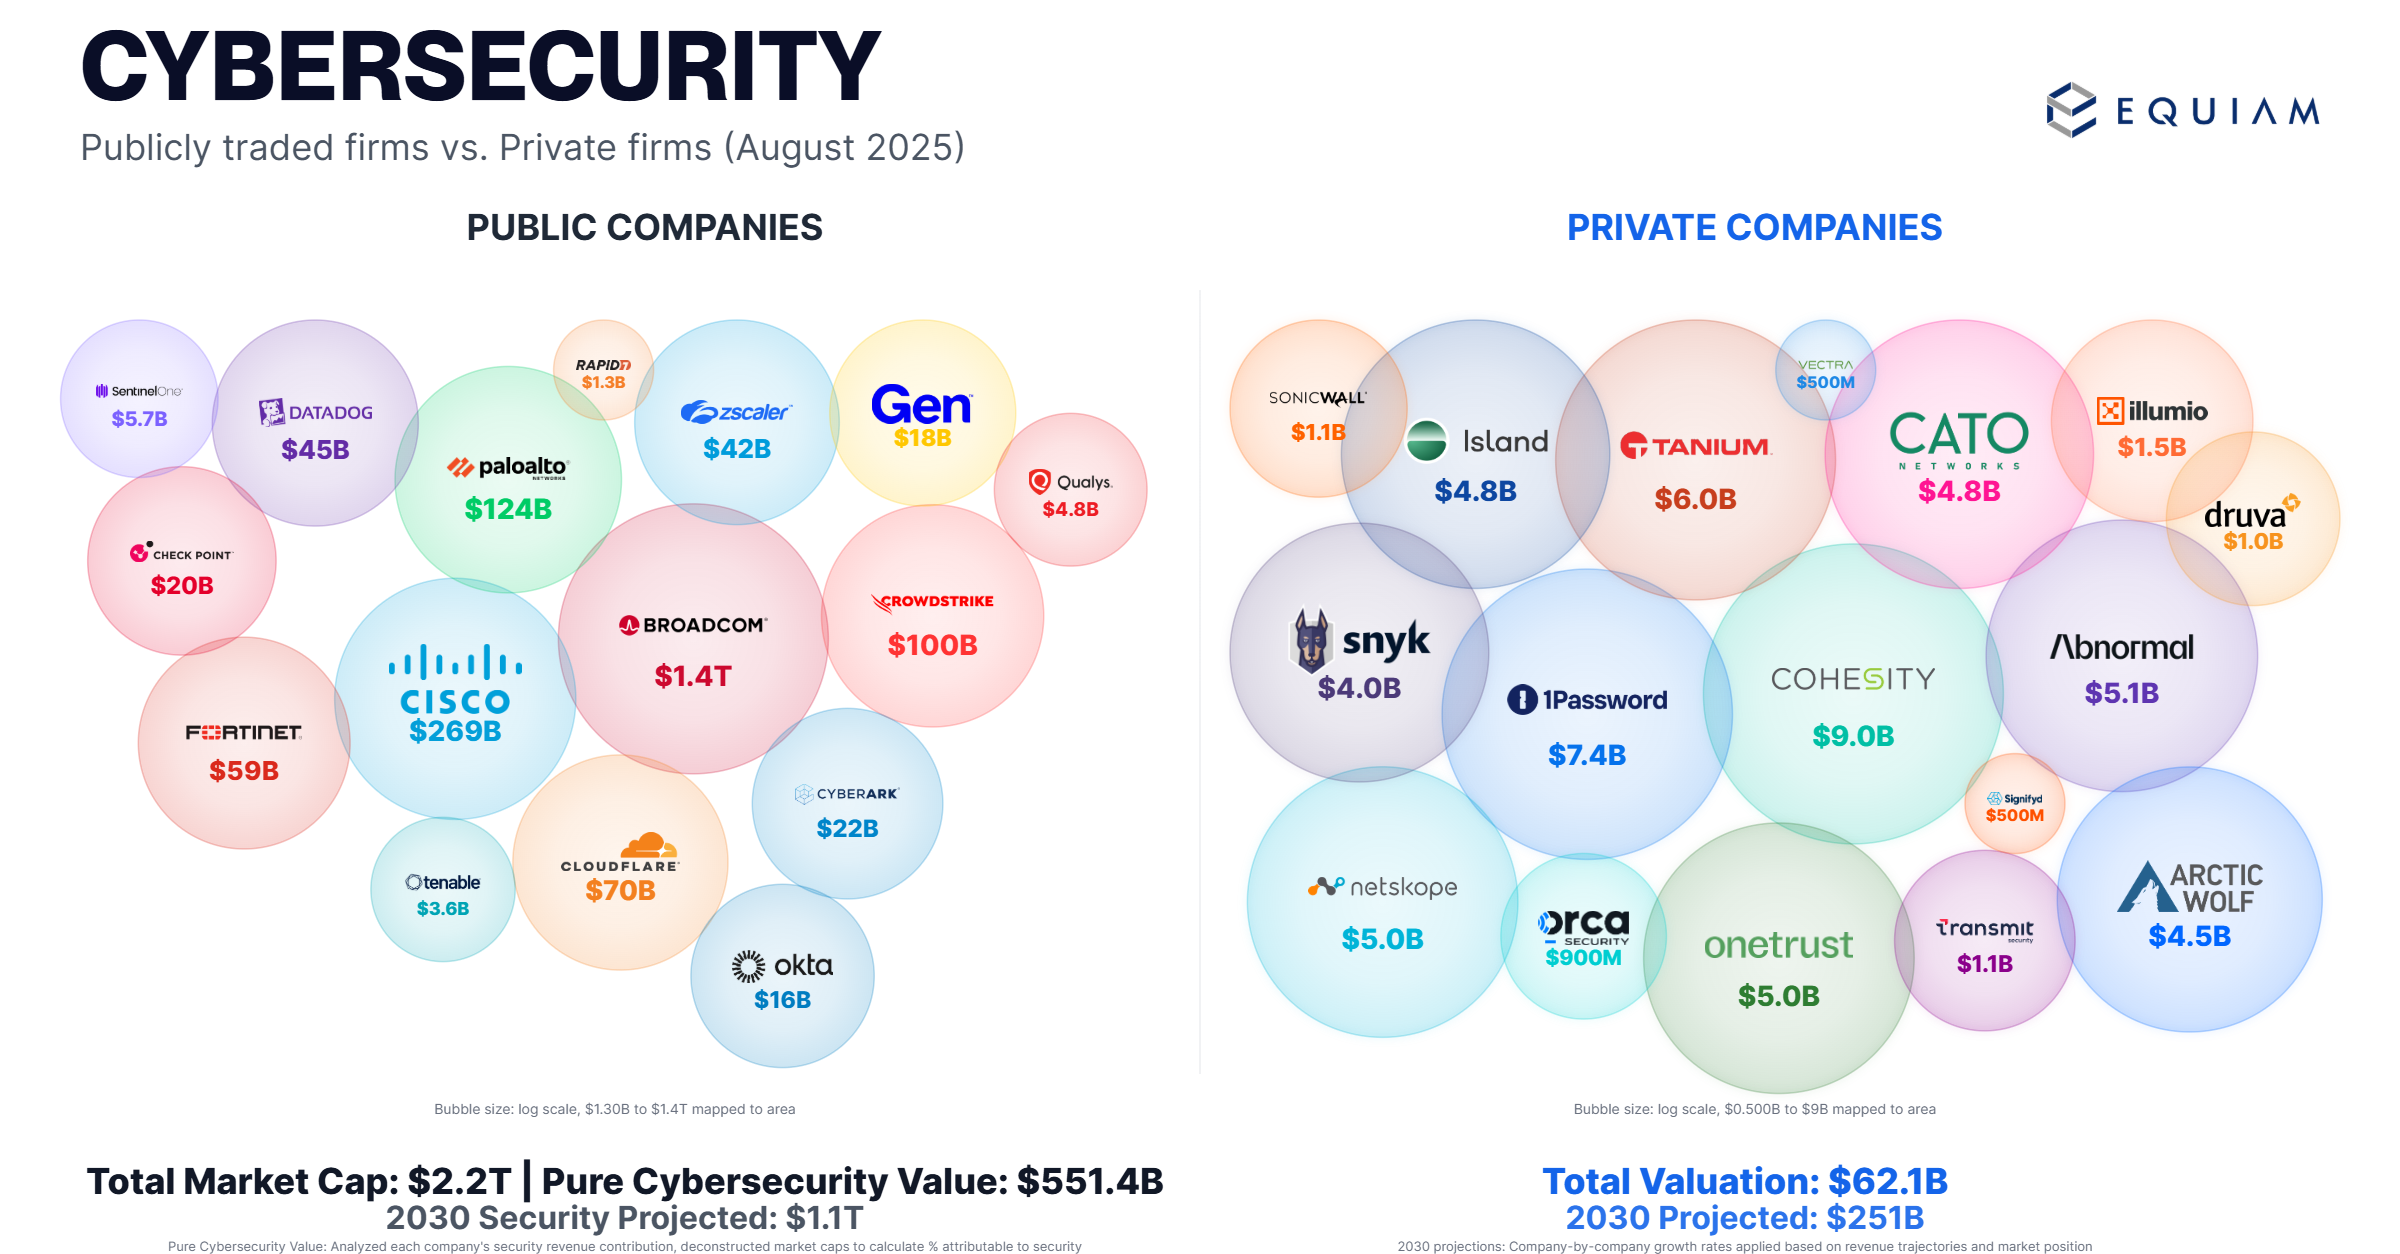 CYBERSECURITY
Publicly traded firms vs. Private firms (August 2025)
EQUIAM
PUBLIC COMPANIES
SentinelOne
$5.7B
DATADOG
$45B
paloalto
NETWORKS
$124B
RAPID7
$1.3B
zscaler
$42B
Gen
$18B
Qualys.
$4.8B
CHECK POINT
$20B
CISCO
$269B
BROADCOM
$1.4T
CROWDSTRIKE
$100B
FORTINET
$59B
CYBERARK
$22B
tenable
$3.6B
CLOUDFLARE
$70B
okta
$16B
Bubble size: log scale, $1.30B to $1.4T mapped to area
Total Market Cap: $2.2T | Pure Cybersecurity Value: $551.4B
2030 Security Projected: $1.1T
Pure Cybersecurity Value: Analyzed each company's security revenue contribution, deconstructed market caps to calculate % attributable to security
PRIVATE COMPANIES
SONICWALL
$1.1B
Island
$4.8B
TANIUM
$6.0B
VECTRA
$500M
CATO
NETWORKS
$4.8B
illumio
$1.5B
druva
$1.0B
snyk
$4.0B
1Password
$7.4B
COHESITY
$9.0B
Abnormal
$5.1B
Signifyd
$500M
netskope
$5.0B
orca
SECURITY
$900M
onetrust
$5.0B
transmit
security
$1.1B
ARCTIC
WOLF
$4.5B
Bubble size: log scale, $0.500B to $9B mapped to area
Total Valuation: $62.1B
2030 Projected: $251B
2030 projections: Company-by-company growth rates applied based on revenue trajectories and market position